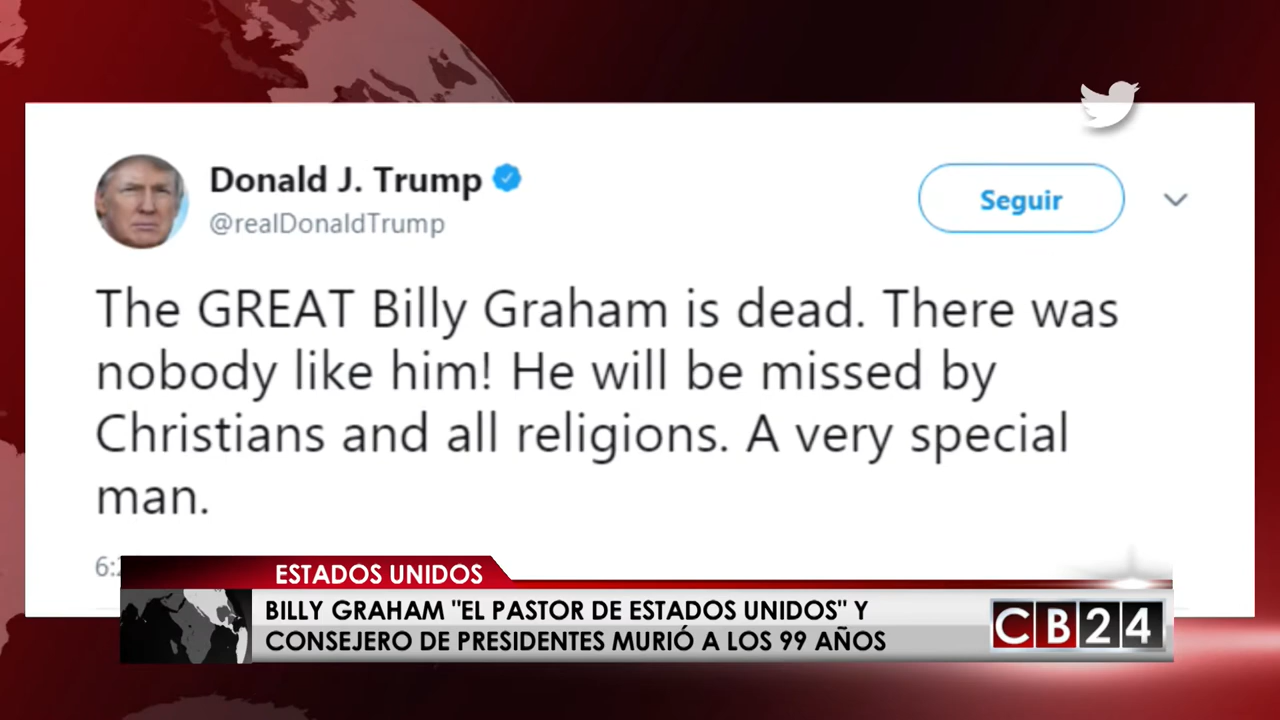 Donald J. Trump
@realDonaldTrump
Seguir
The GREAT Billy Graham is dead. There was
nobody like him! He will be missed by
Christians and all religions. A very special
man.
ESTADOS UNIDOS
BILLY GRAHAM "EL PASTOR DE ESTADOS UNIDOS" Y
CONSEJERO DE PRESIDENTES MURIÓ A LOS 99 AÑOS
CB24